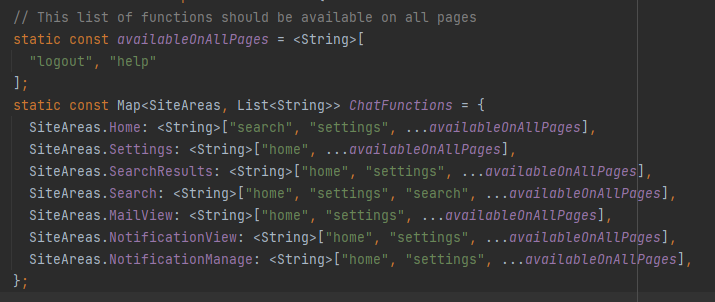 // This list of functions should be available on all pages
static const availableOnAllPages = <String>[
"logout", "help"
];
static const Map<SiteAreas, List<String>> ChatFunctions = {
SiteAreas.Home: <String>["search", "settings", ...availableOnAllPages],
SiteAreas.Settings: <String>["home", ...availableOnAllPages],
SiteAreas.SearchResults: <String>["home", "settings", ...availableOnAllPages],
SiteAreas.Search: <String>["home", "settings", "search", ...availableOnAllPages],
SiteAreas.MailView: <String>["home", "settings", ...availableOnAllPages],
SiteAreas.NotificationView: <String>["home", "settings", ...availableOnAllPages],
SiteAreas.NotificationManage: <String>["home", "settings", ...availableOnAllPages],
};